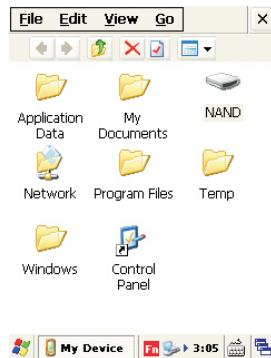 File Edit View Go
Application
Data
My
Documents
NAND
Network
Program Files
Temp
Windows
Control
Panel
My Device
Fn
3:05